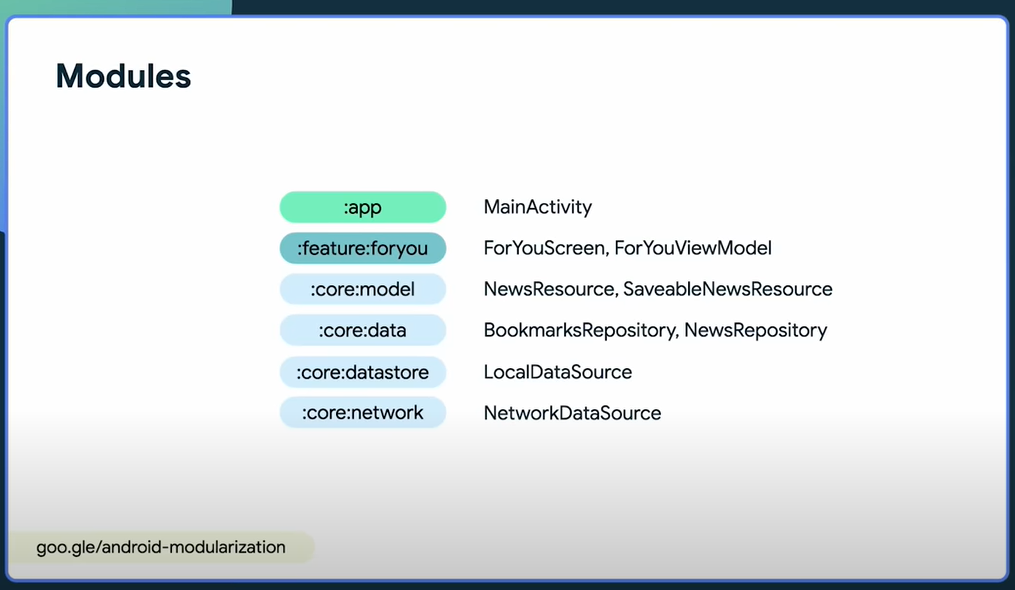 Modules
:app MainActivity
:feature:foryou ForYouScreen, ForYouViewModel
:core:model NewsResource, SaveableNewsResource
:core:data BookmarksRepository, NewsRepository
:core:datastore LocalDataSource
:core:network NetworkDataSource
goo.gle/android-modularization